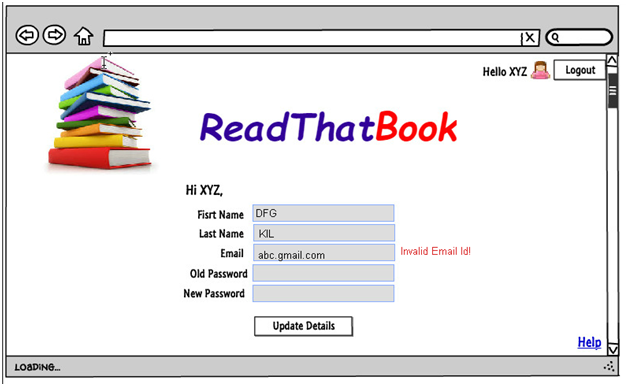 X
Hello XYZ Logout
ReadThatBook
Hi XYZ,
Fisrt Name DFG
Last Name KIL
Email abc.gmail.com Invalid Email Id!
Old Password
New Password
Update Details
Help
LOADING...